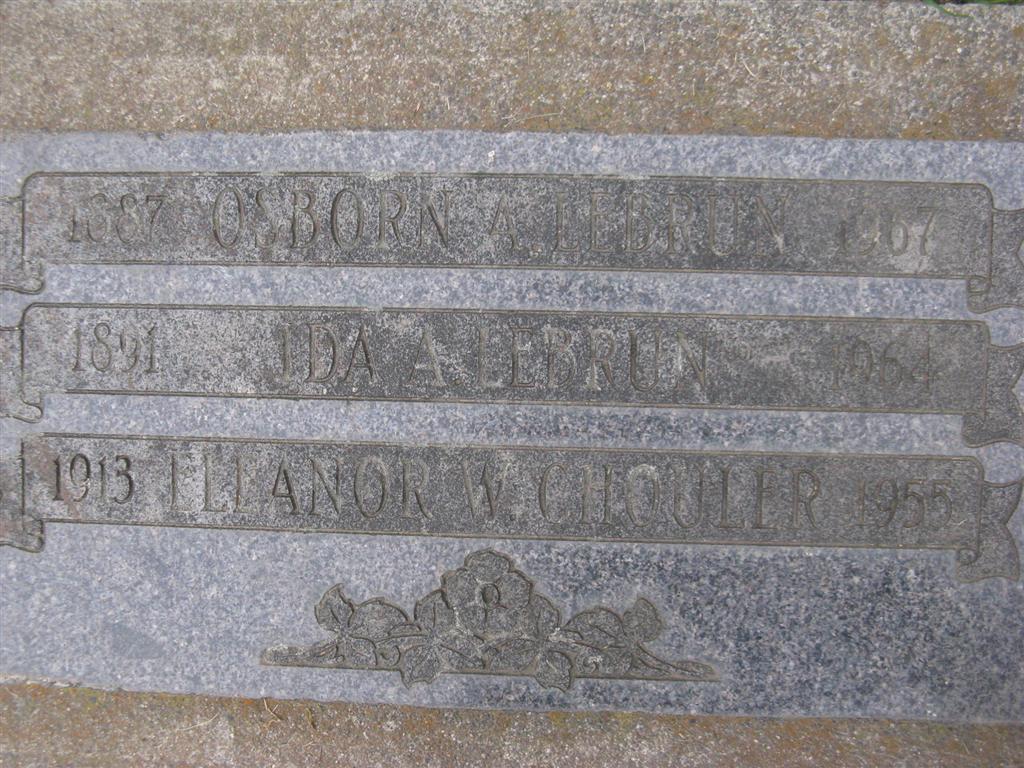 1887 OSBORN A. LEBRUN 1967
1891 IDA A. LEBRUN 1964
1913 ELEANOR W. CHOULER 1955